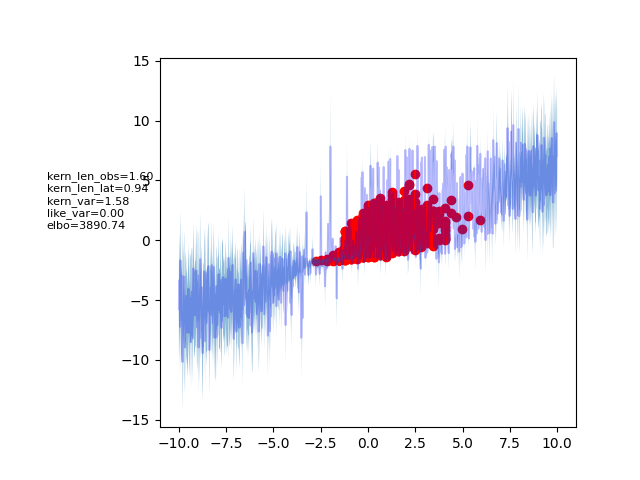 15
10
5
0
−5
−10
−15
kern_len_obs=1.60
kern_len_lat=0.94
kern_var=1.58
like_var=0.00
elbo=3890.74
−10.0 −7.5 −5.0 −2.5 0.0 2.5 5.0 7.5 10.0